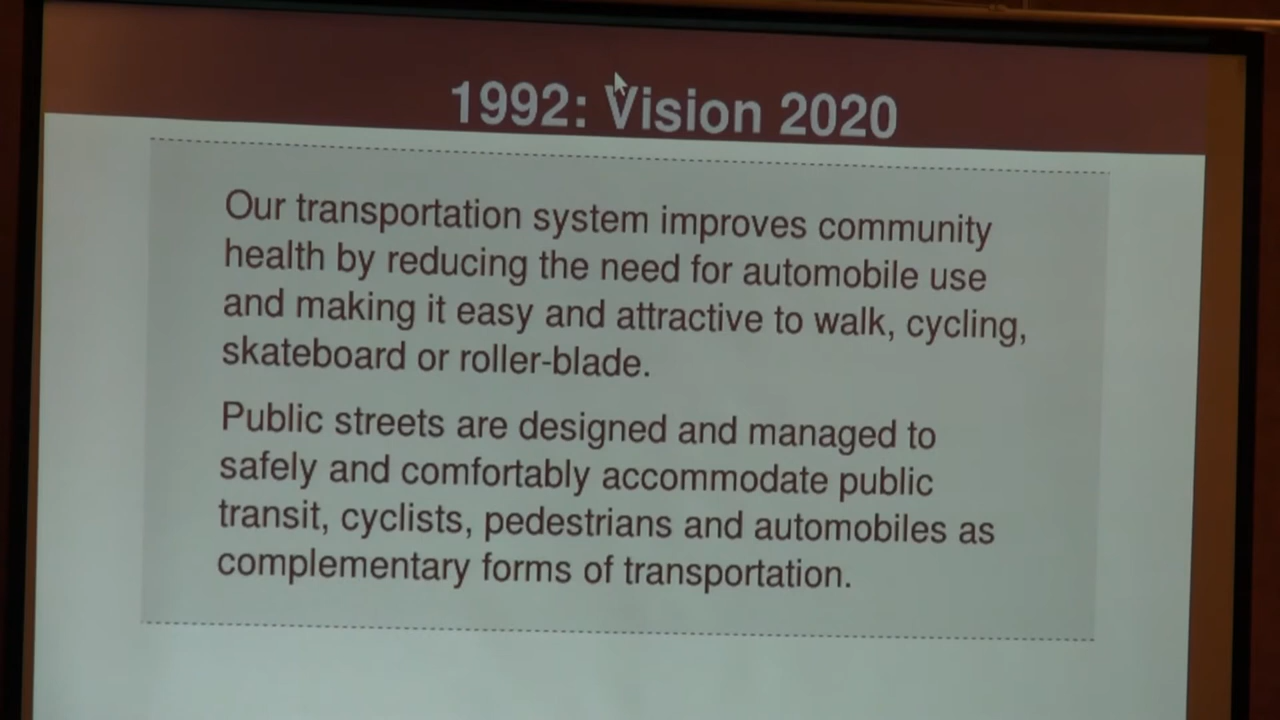 1992: Vision 2020
Our transportation system improves community
health by reducing the need for automobile use
and making it easy and attractive to walk, cycling,
skateboard or roller-blade.
Public streets are designed and managed to
safely and comfortably accommodate public
transit, cyclists, pedestrians and automobiles as
complementary forms of transportation.